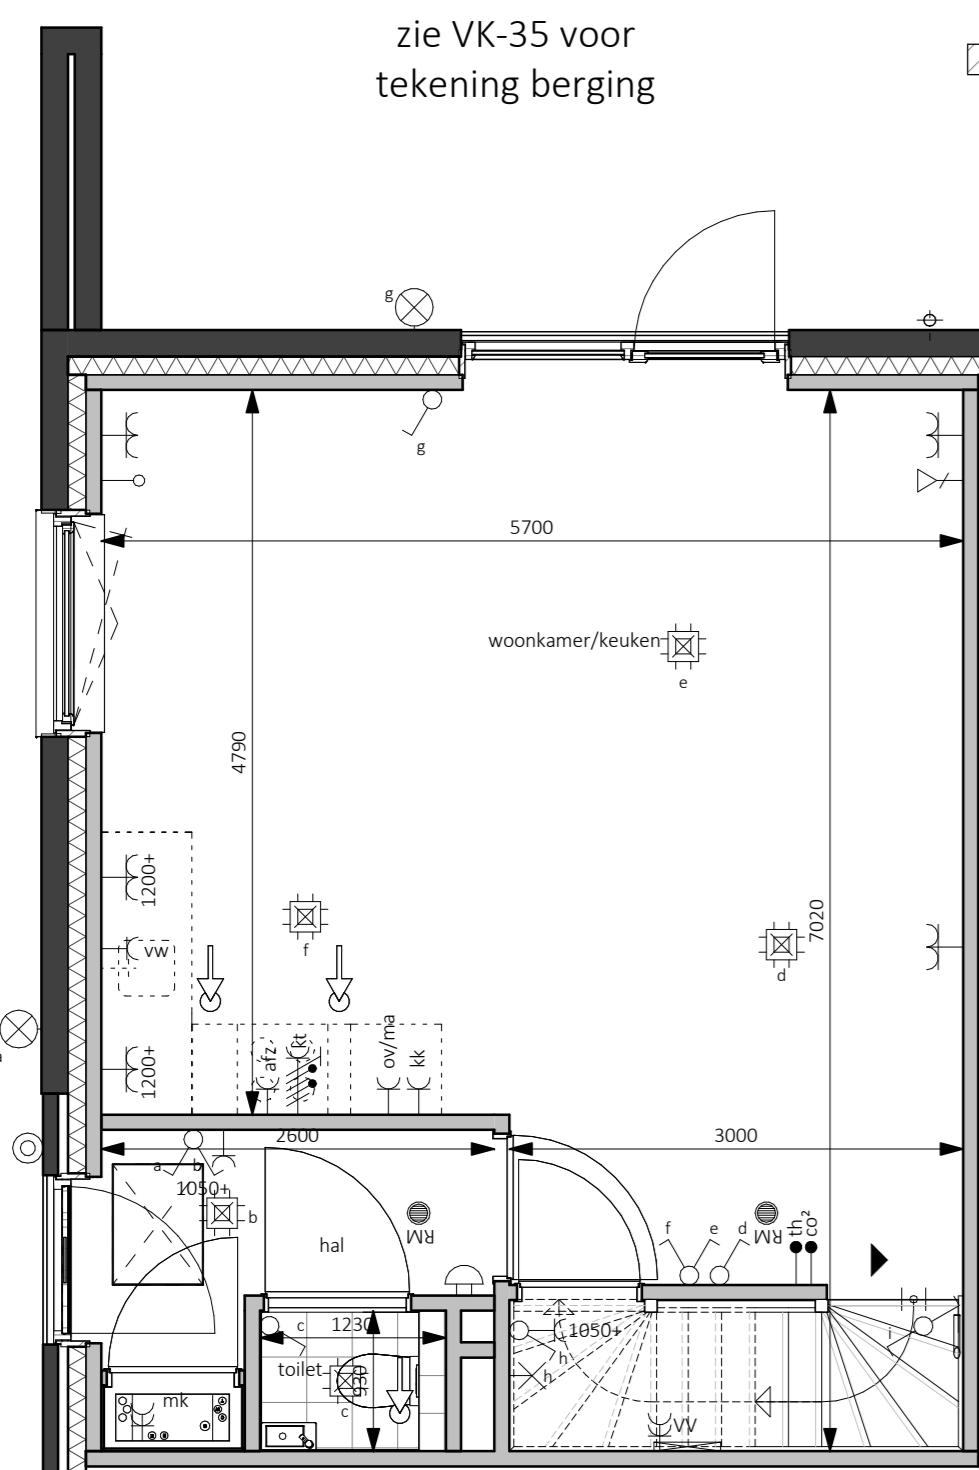 zie VK-35 voor
tekening berging
g
g
5700
woonkamer/keuken
e
4790
1200+
f
7020
vw
d
a
1200+
afz
kt
ov/ma
kk
2600
3000
a
b
1050+
b
RM
hal
f
e
d
RM
th
co²
c
1230
toilet
930
c
1050+
h
h
i
mk
VV